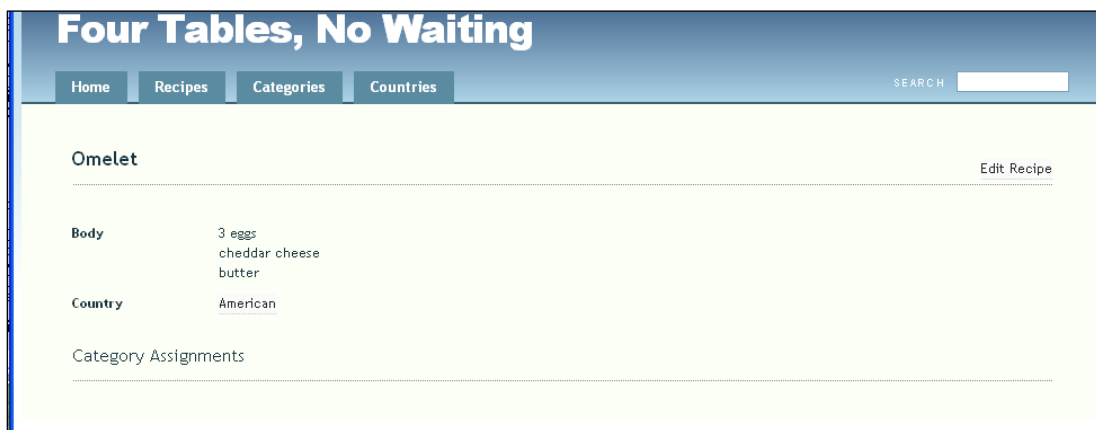 Four Tables, No Waiting
Home Recipes Categories Countries SEARCH
Omelet
Edit Recipe
Body 3 eggs
cheddar cheese
butter
Country American
Category Assignments